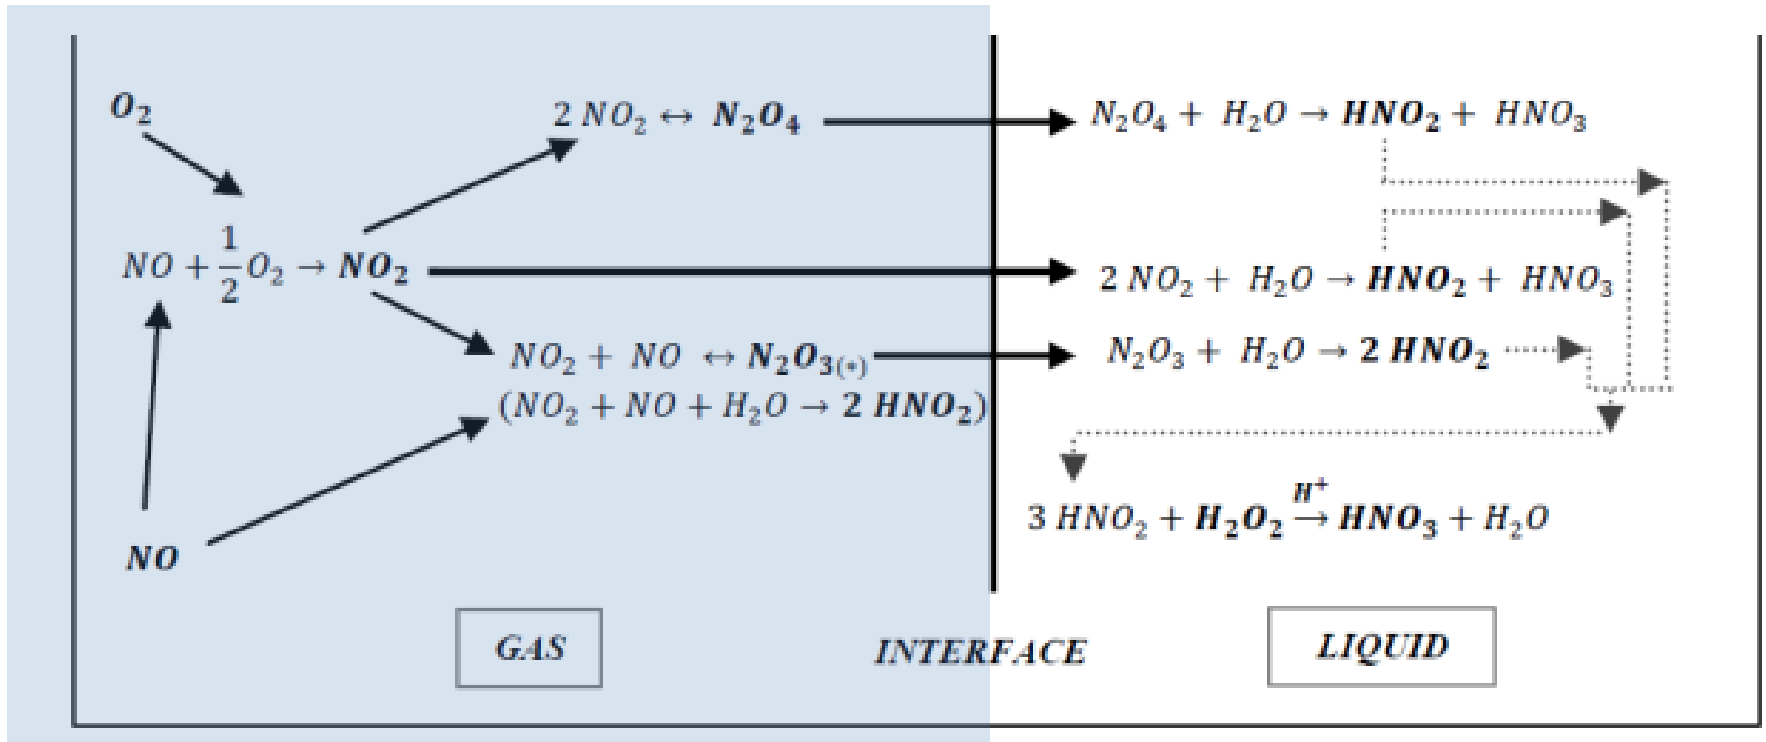 O₂
2 NO₂ ↔ N₂O₄
N₂O₄ + H₂O → HNO₂ + HNO₃
NO + 1/2 O₂ → NO₂
2 NO₂ + H₂O → HNO₂ + HNO₃
NO₂ + NO ↔ N₂O₃(*)
N₂O₃ + H₂O → 2 HNO₂
(NO₂ + NO + H₂O → 2 HNO₂)
H⁺
3 HNO₂ + H₂O₂ → HNO₃ + H₂O
NO
GAS
INTERFACE
LIQUID